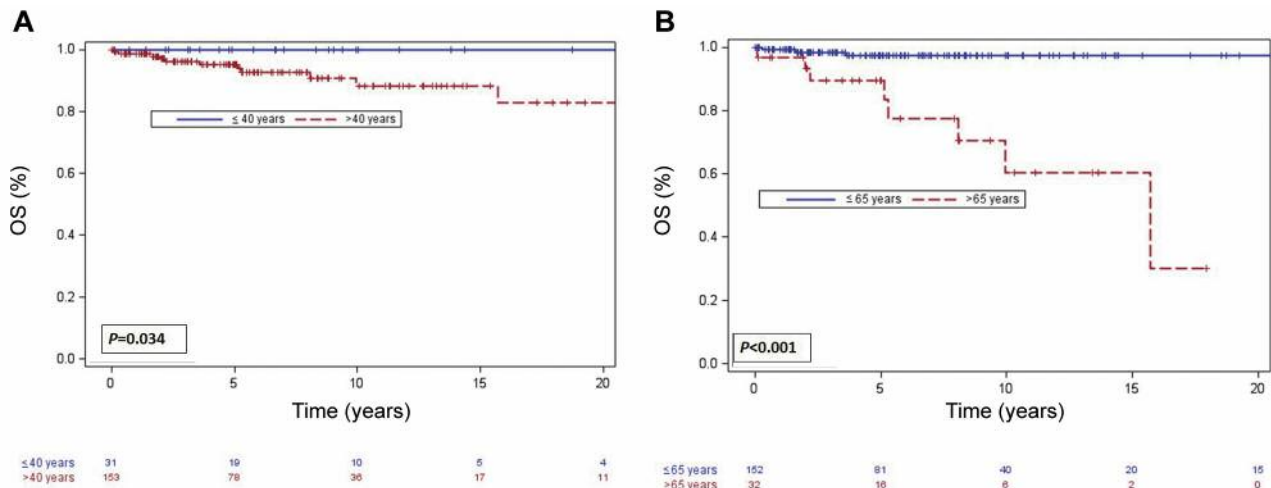 A
OS (%)
1.0
0.8
0.6
0.4
0.2
0.0
≤ 40 years >40 years
P=0.034
0 5 10 15 20
Time (years)
≤40 years 31 19 10 5 4
>40 years 153 78 36 17 11
B
OS (%)
1.0
0.8
0.6
0.4
0.2
0.0
≤ 65 years >65 years
P<0.001
0 5 10 15 20
Time (years)
≤65 years 152 81 40 20 15
>65 years 32 16 6 2 0